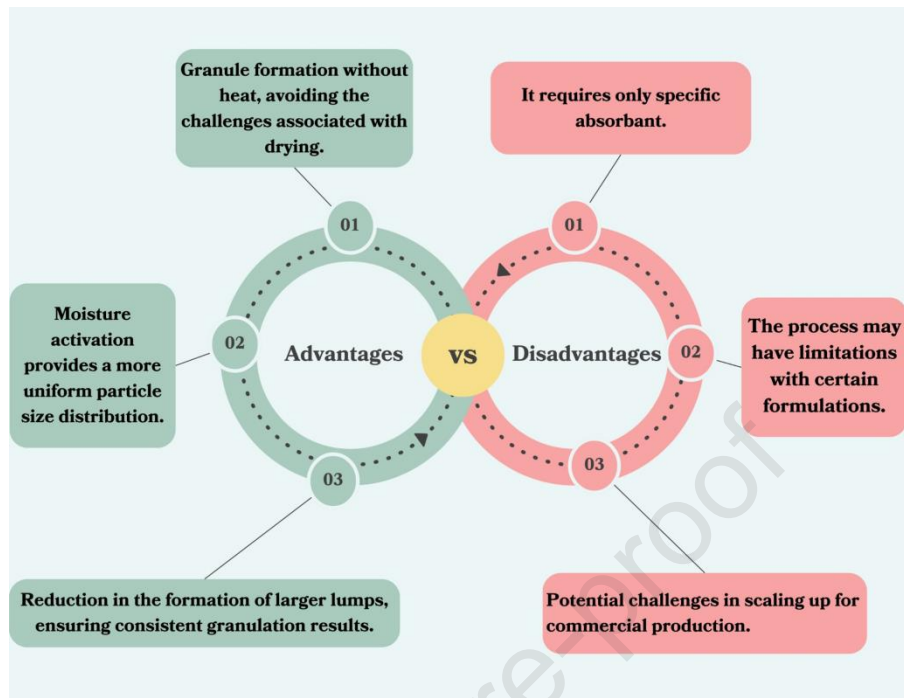 Granule formation without
heat, avoiding the
challenges associated with
drying.
It requires only specific
absorbant.
01
01
Moisture
activation
provides a more
uniform particle
size distribution.
02
Advantages
vs
Disadvantages
02
The process may
have limitations
with certain
formulations.
03
03
Reduction in the formation of larger lumps,
ensuring consistent granulation results.
Potential challenges in scaling up for
commercial production.
re-proof